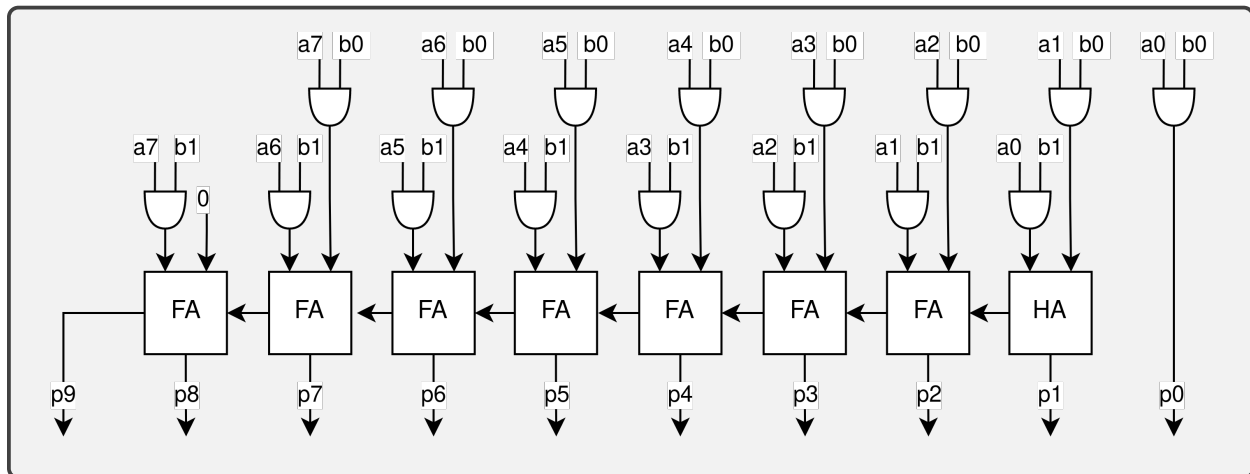 a7 b0 a6 b0 a5 b0 a4 b0 a3 b0 a2 b0 a1 b0 a0 b0
a7 b1 a6 b1 a5 b1 a4 b1 a3 b1 a2 b1 a1 b1 a0 b1
0
FA FA FA FA FA FA FA HA
p9 p8 p7 p6 p5 p4 p3 p2 p1 p0